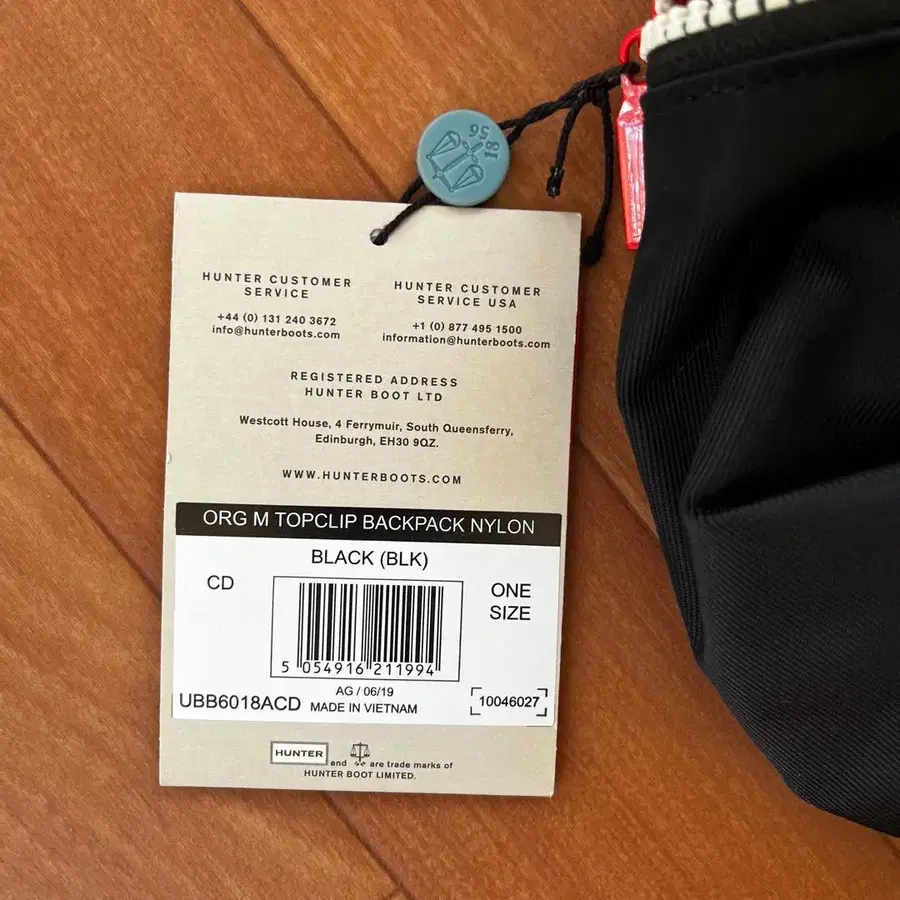 1856
HUNTER CUSTOMER
SERVICE
+44 (0) 131 240 3672
info@hunterboots.com
HUNTER CUSTOMER
SERVICE USA
+1 (0) 877 495 1500
information@hunterboots.com
REGISTERED ADDRESS
HUNTER BOOT LTD
Westcott House, 4 Ferrymuir, South Queensferry,
Edinburgh, EH30 9QZ.
WWW.HUNTERBOOTS.COM
ORG M TOPCLIP BACKPACK NYLON
BLACK (BLK)
CD
ONE
SIZE
5 054916 211994
AG / 06/19
UBB6018ACD MADE IN VIETNAM
10046027
HUNTER and are trade marks of
HUNTER BOOT LIMITED.